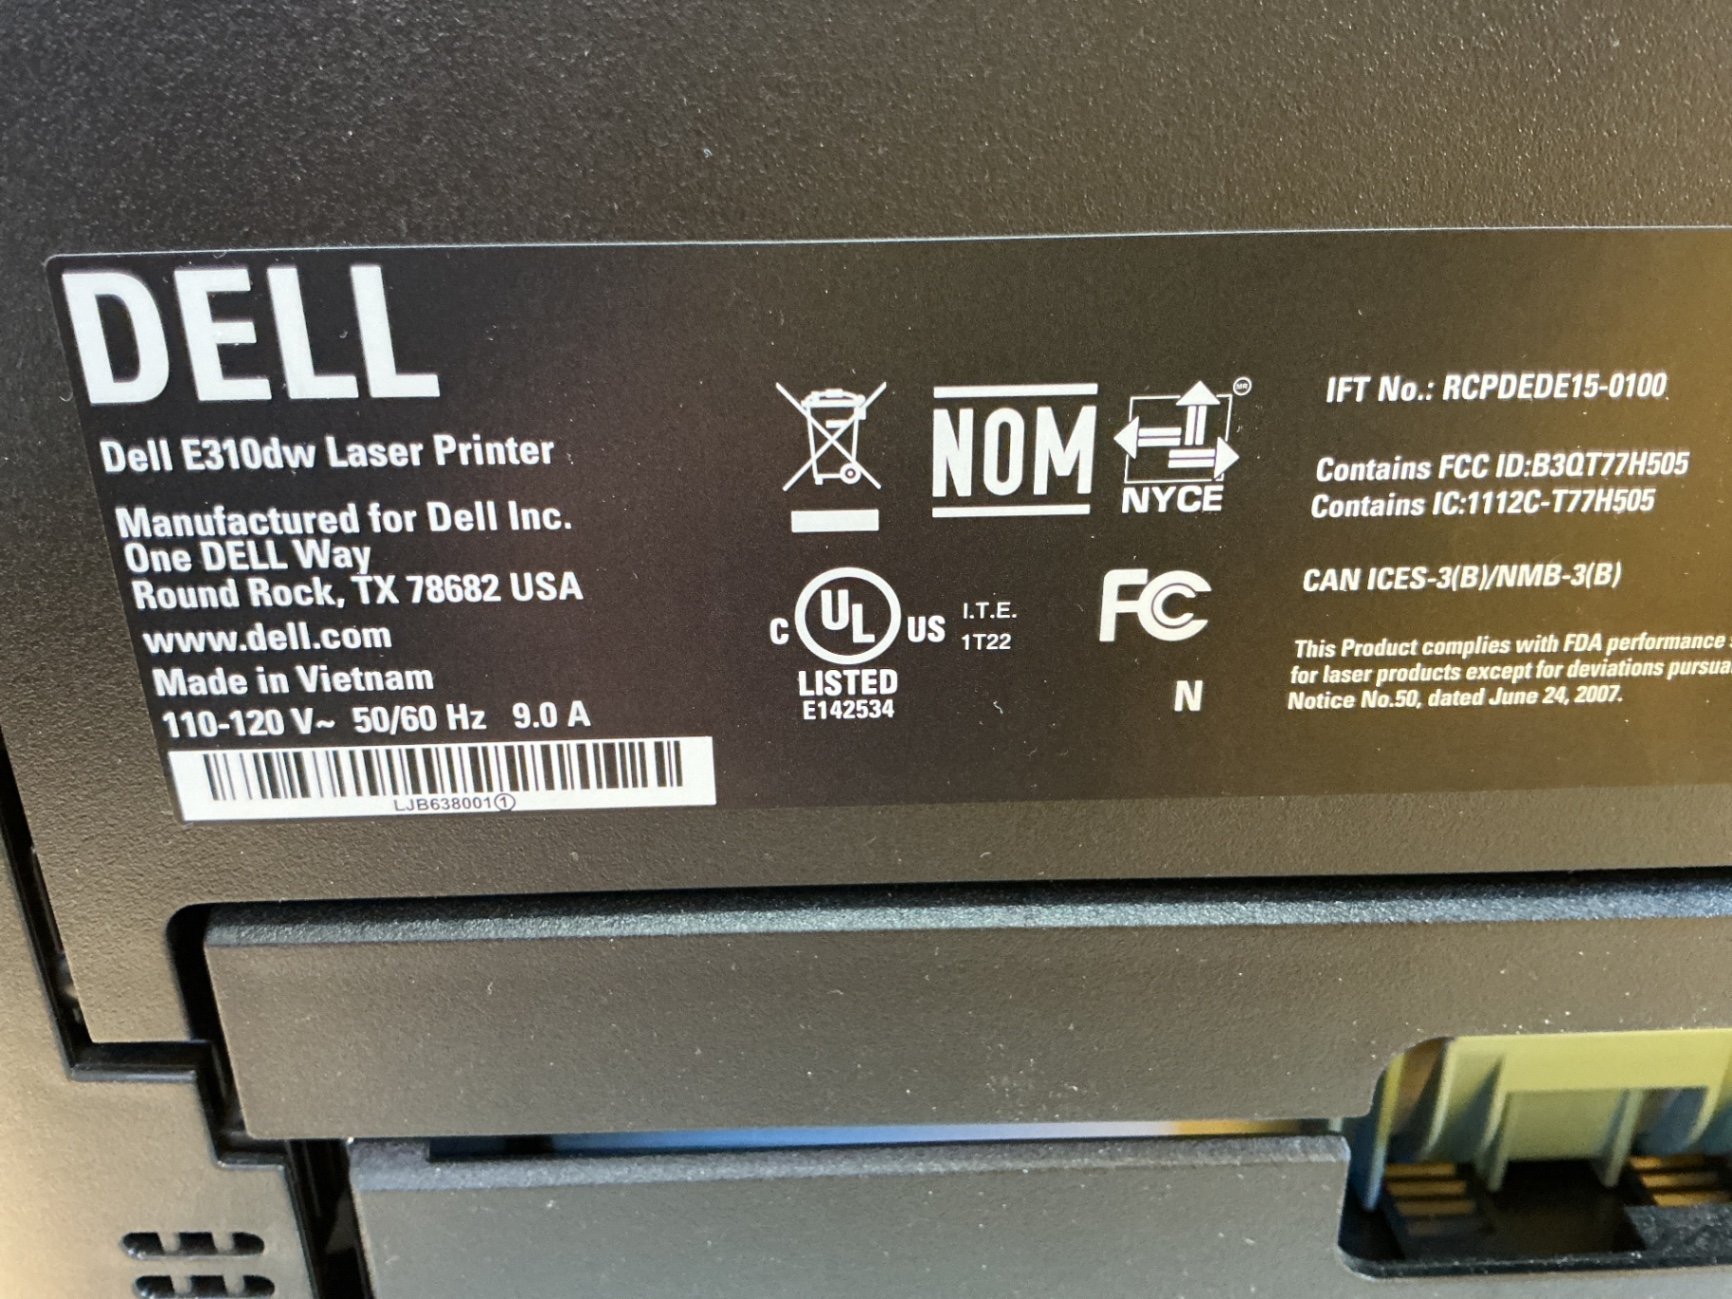 DELL
Dell E310dw Laser Printer
Manufactured for Dell Inc.
One DELL Way
Round Rock, TX 78682 USA
www.dell.com
Made in Vietnam
110-120 V~ 50/60 Hz 9.0 A
LJB638001①
NOM
NYCE
MR
C UL US
LISTED
E142534
I.T.E.
1T22
FC
N
IFT No.: RCPDEDE15-0100
Contains FCC ID:B3QT77H505
Contains IC:1112C-T77H505
CAN ICES-3(B)/NMB-3(B)
This Product complies with FDA performance
for laser products except for deviations
Notice No.50, dated June 24, 2007.